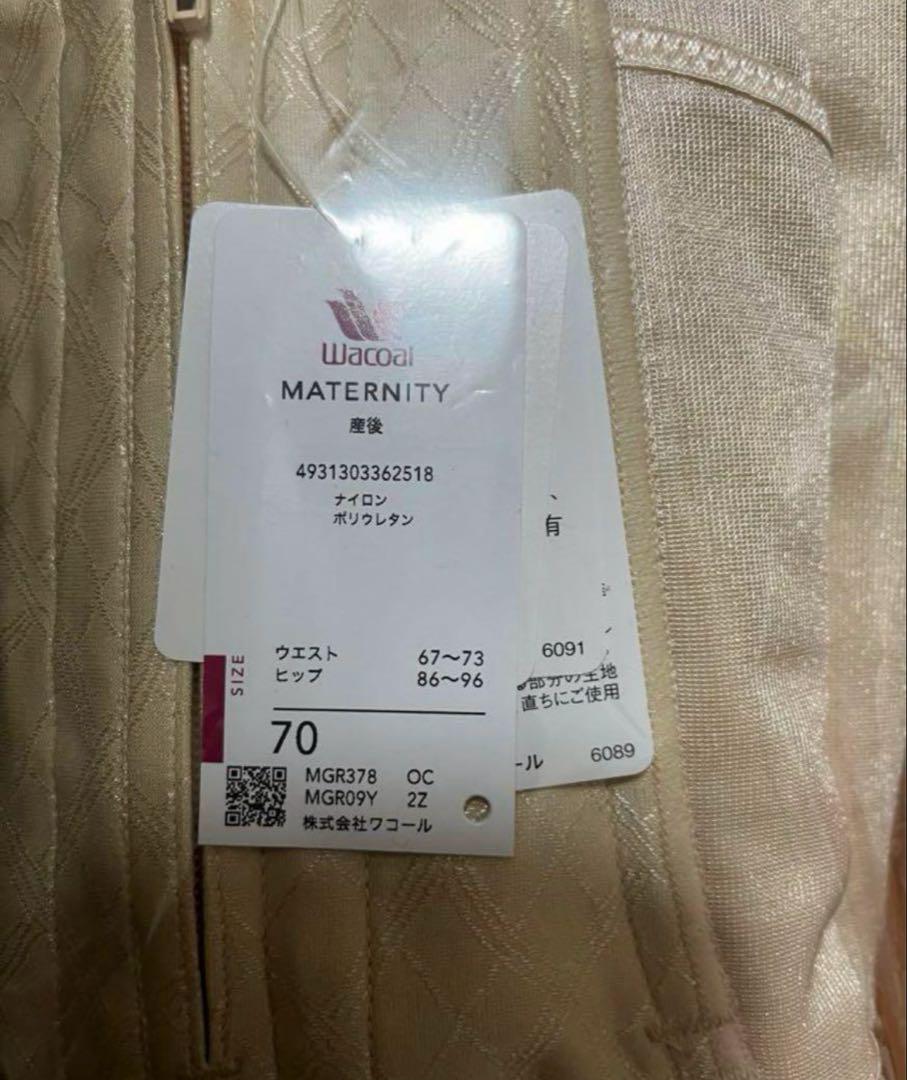 Wacoal
MATERNITY
産後
4931303362518
ナイロン
ポリウレタン
ウエスト 67～73
ヒップ 86～96
SIZE
70
MGR378 OC
MGR09Y 2Z
株式会社ワコール
、
有
6091
部分の生地
直ちにご使用
ール 6089